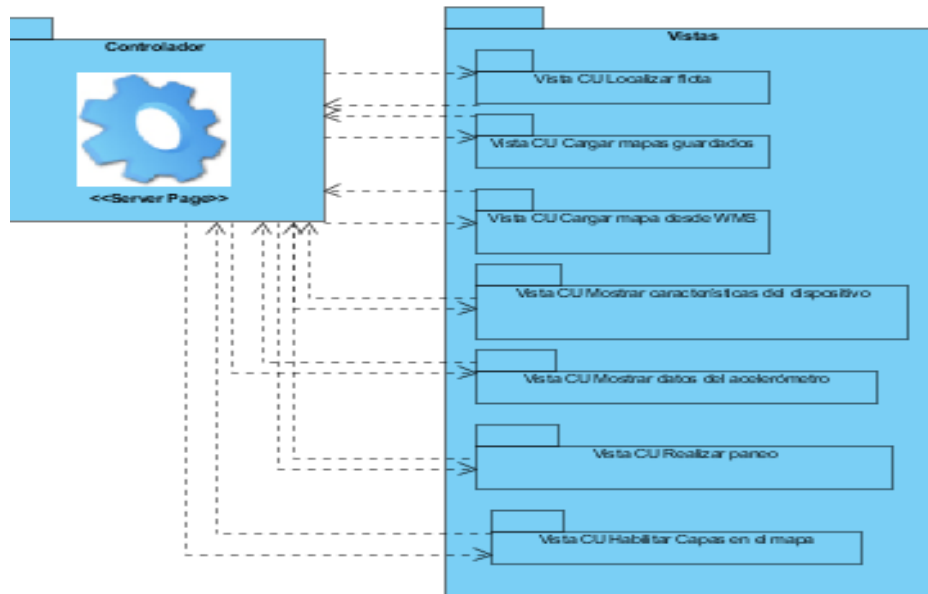 Controlador
<<Server Page>>
Vistas
Vista CU Localizar flota
Vista CU Cargar mapas guardados
Vista CU Cargar mapa desde WMS
Vista CU Mostrar características del dispositivo
Vista CU Mostrar datos del acelerómetro
Vista CU Realizar paneo
Vista CU Habilitar Capas en el mapa